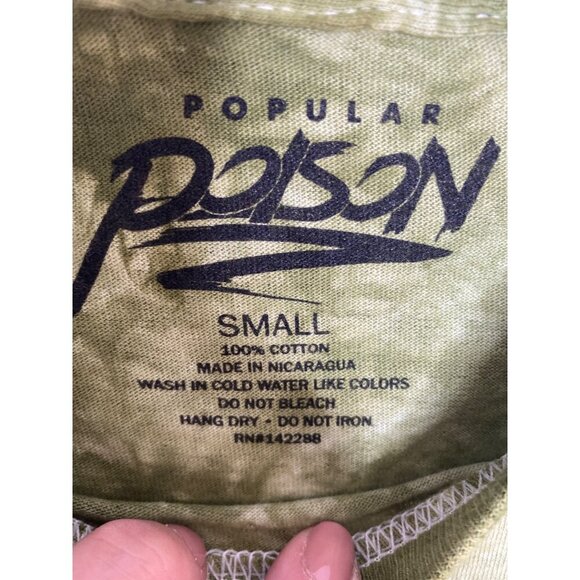 POPULAR
POISON
SMALL
100% COTTON
MADE IN NICARAGUA
WASH IN COLD WATER LIKE COLORS
DO NOT BLEACH
HANG DRY • DO NOT IRON
RN#142288